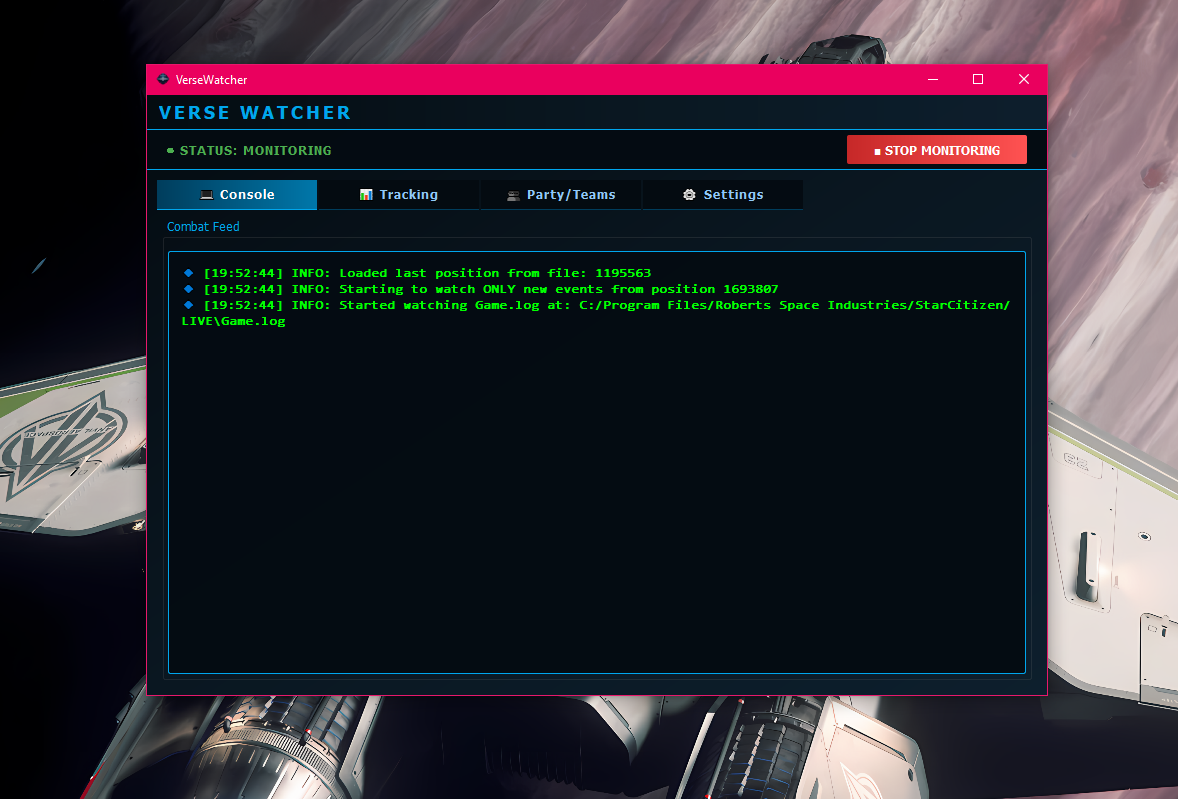 VerseWatcher
VERSE WATCHER
STATUS: MONITORING
STOP MONITORING
Console
Tracking
Party/Teams
Settings
Combat Feed
[19:52:44] INFO: Loaded last position from file: 1195563
[19:52:44] INFO: Starting to watch ONLY new events from position 1693807
[19:52:44] INFO: Started watching Game.log at: C:/Program Files/Roberts Space Industries/StarCitizen/
LIVE\Game.log